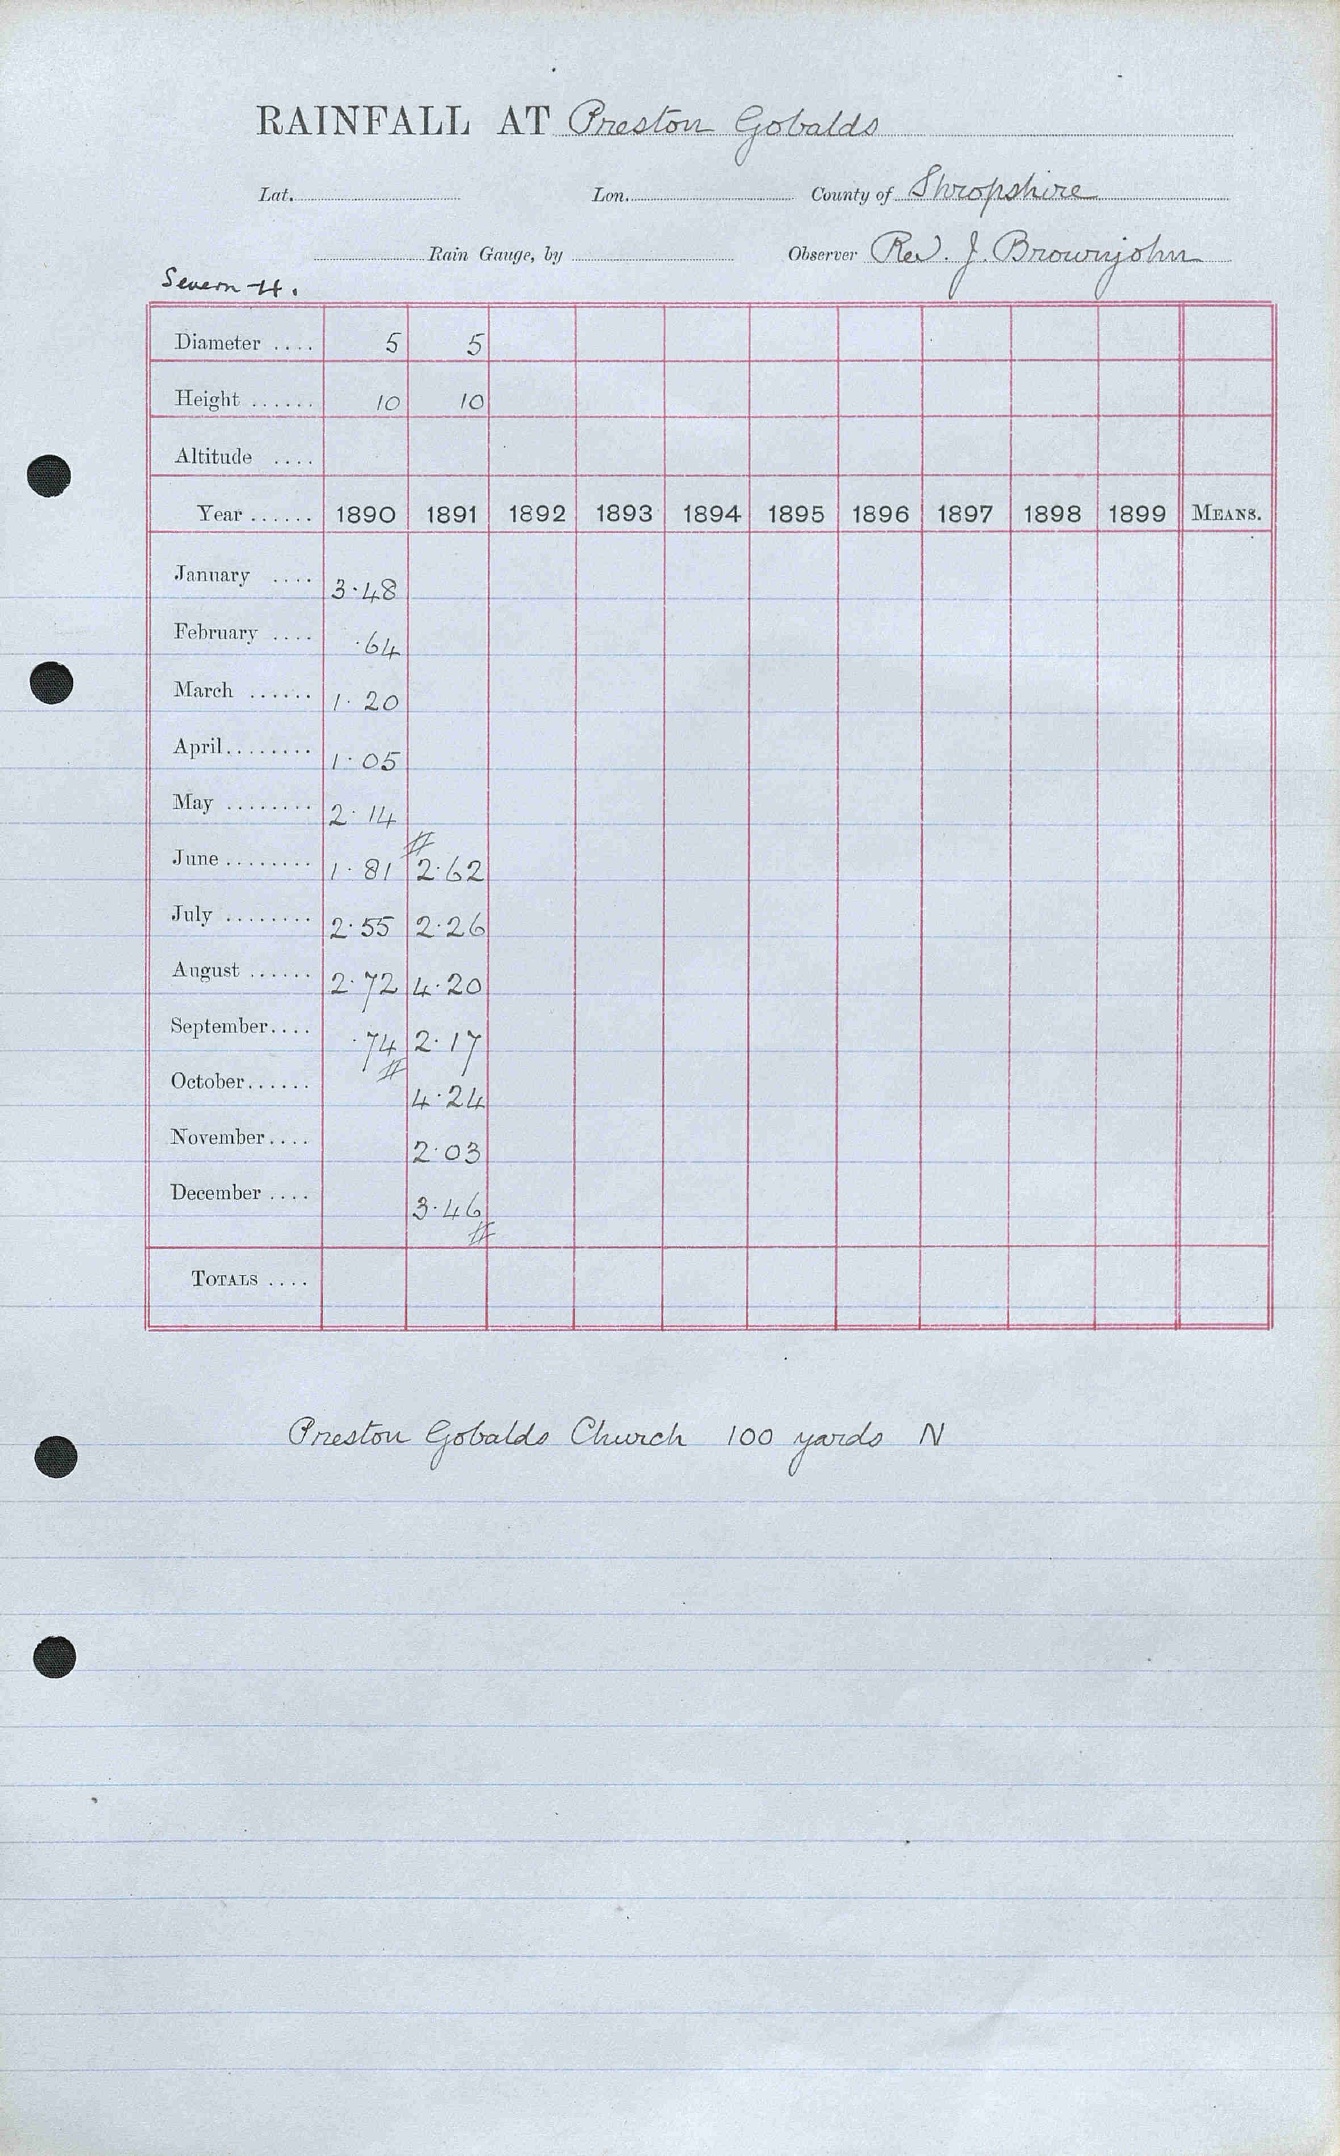 RAINFALL AT Preston Gobalds
Lat. Lon. County of Shropshire
Rain Gauge, by Observer Rev. J. Brownjohn
Severn H.
Diameter .... 5 5
Height ...... 10 10
Altitude ....
Year ...... 1890 1891 1892 1893 1894 1895 1896 1897 1898 1899 MEANS.
January .... 3.48
February .... .64
March ...... 1.20
April........ 1.05
May ........ 2.14
June ........ 1.81 # 2.62
July ........ 2.55 2.26
August ...... 2.72 4.20
September.... .74 # 2.17
October...... 4.24
November.... 2.03
December .... 3.46 #
TOTALS ....
Preston Gobalds Church 100 yards N